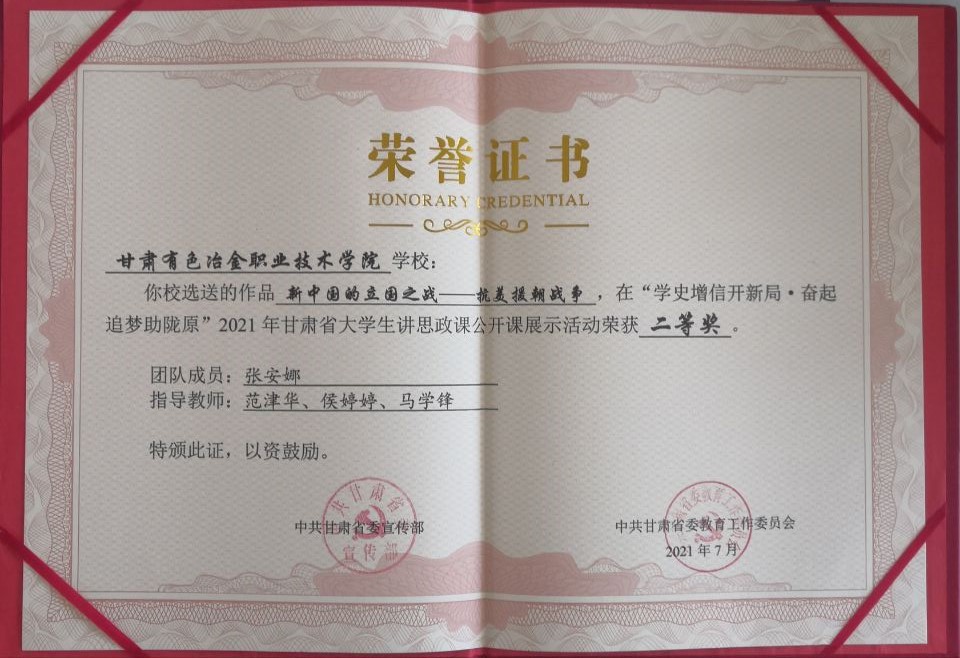 荣誉证书
HONORARY CREDENTIAL
甘肃有色冶金职业技术学院 学校：
你校选送的作品 新中国的立国之战——抗美援朝战争 ，在“学史增信开新局·奋起
追梦助陇原”2021年甘肃省大学生讲思政课公开课展示活动荣获 二等奖 。
团队成员：张安娜
指导教师：范津华、侯婷婷、马学锋
特颁此证，以资鼓励。
中共甘肃省委宣传部
中共甘肃省委教育工作委员会
2021年7月
共甘肃省
宣传部